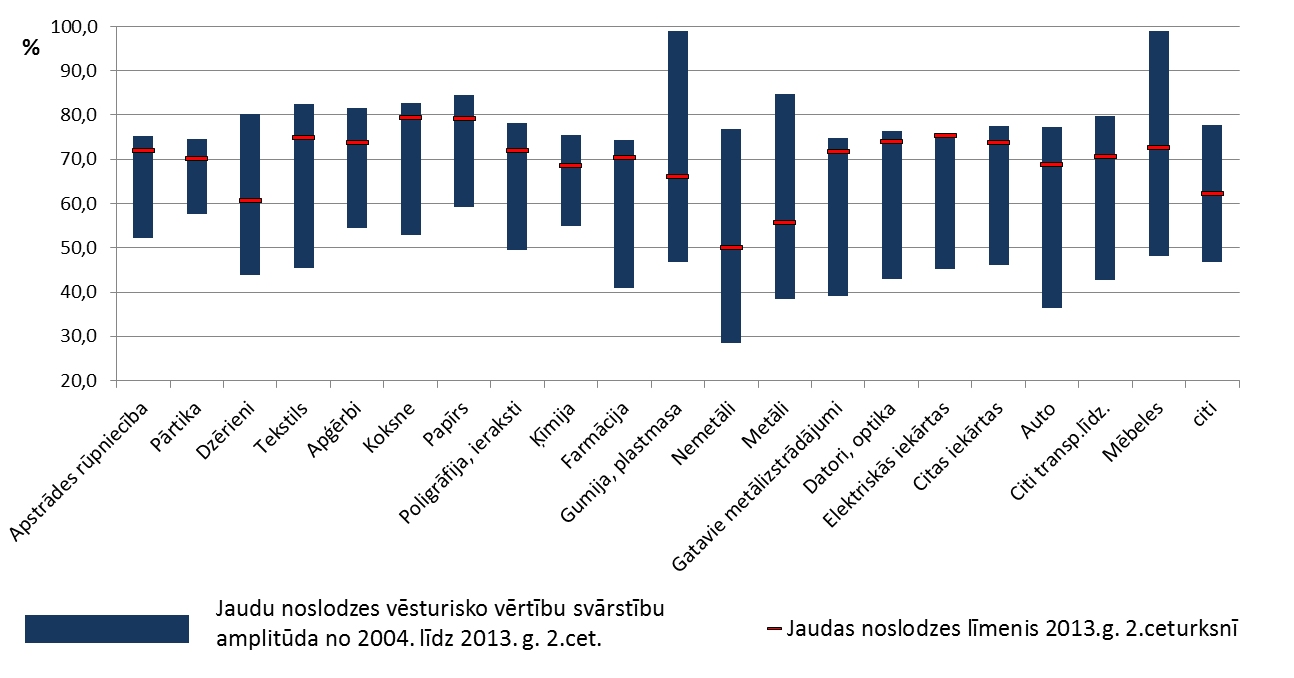 100,0
%
90,0
80,0
70,0
60,0
50,0
40,0
30,0
20,0
Apstrādes rūpniecība
Pārtika
Dzērieni
Tekstils
Apģērbi
Koksne
Papīrs
Poligrāfija, ieraksti
Ķīmija
Farmācija
Gumija, plastmasa
Nemetāli
Metāli
Gatavie metālizstrādājumi
Datori, optika
Elektriskās iekārtas
Citas iekārtas
Auto
Citi transp.līdz.
Mēbeles
citi
Jaudu noslodzes vēsturisko vērtību svārstību
amplitūda no 2004. līdz 2013. g. 2.cet.
Jaudas noslodzes līmenis 2013.g. 2.ceturksnī